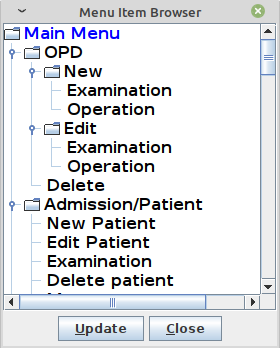 Menu Item Browser
Main Menu
OPD
New
Examination
Operation
Edit
Examination
Operation
Delete
Admission/Patient
New Patient
Edit Patient
Examination
Delete patient
Update Close